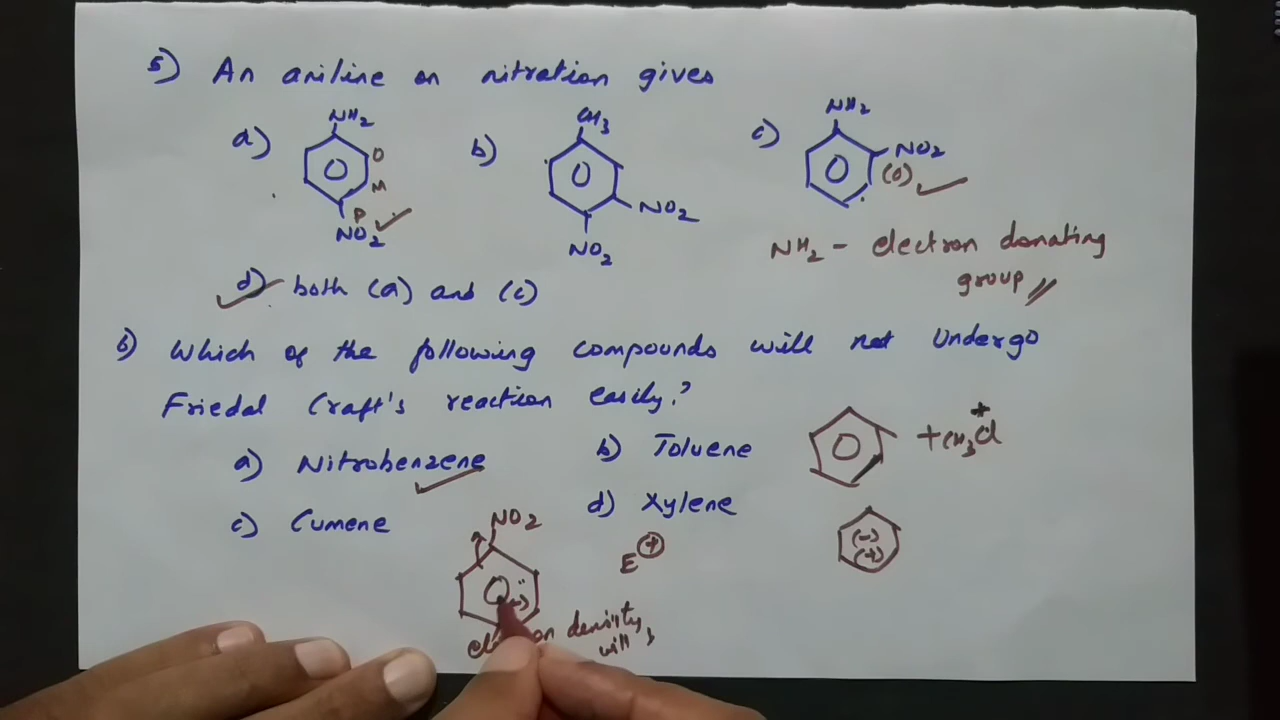 5) An aniline on nitration gives
a) NH2 O M P NO2
b) CH3 NO2 NO2
c) NH2 NO2 (O)
NH2 - electron donating
group
d) both (a) and (c)
6) Which of the following compounds will not Undergo
Friedal Craft's reaction easily?
+ CH3Cl +
a) Nitrobenzene b) Toluene
c) Cumene d) Xylene
NO2 E (+) (-) (+)
(-)
density
will